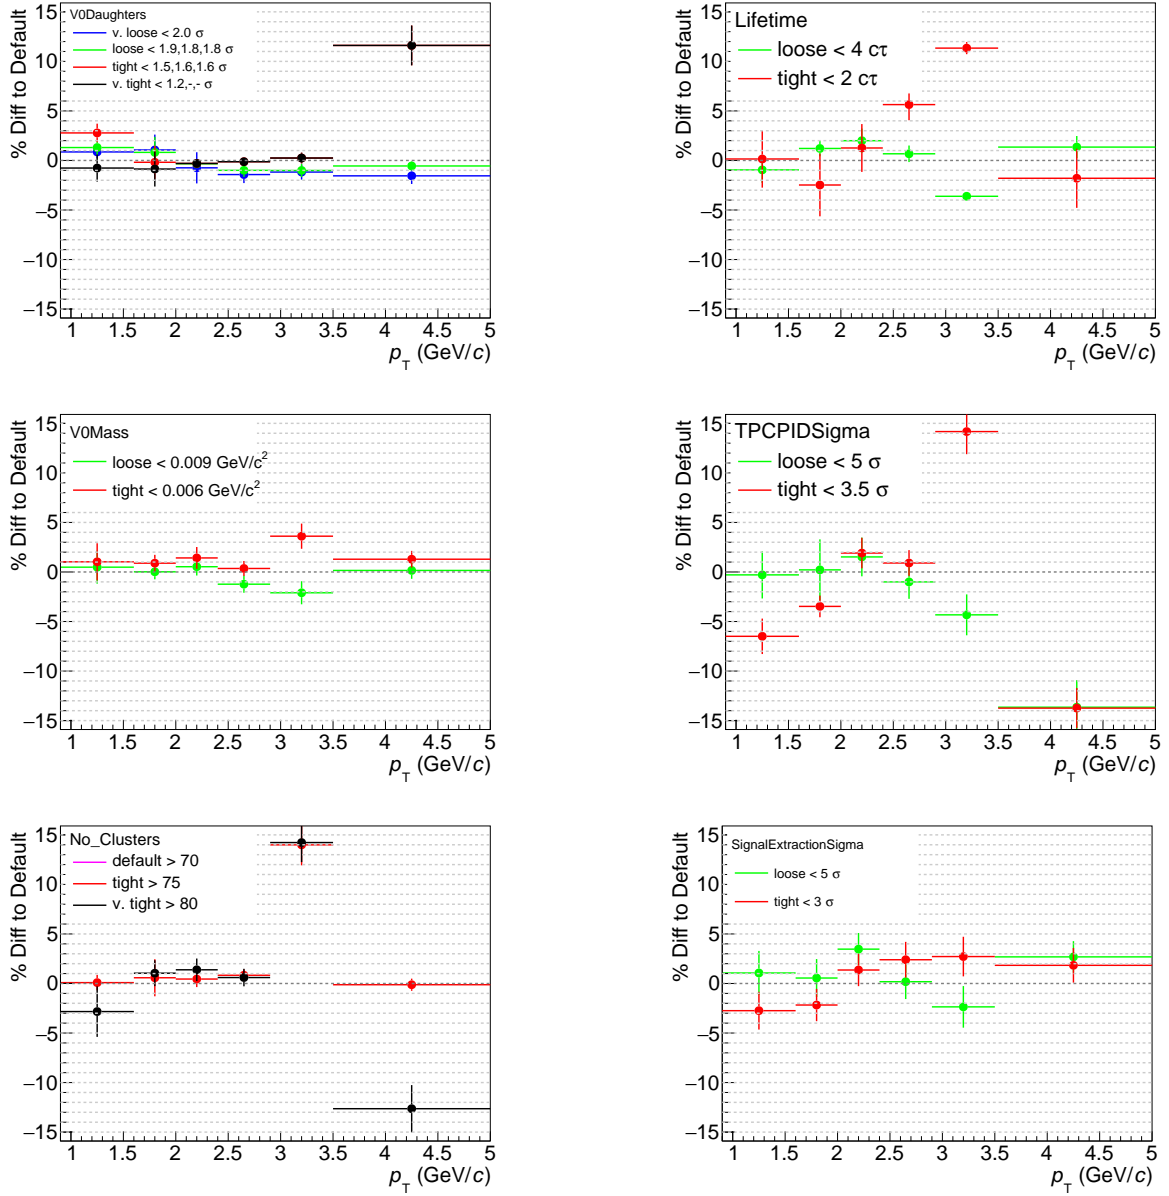 V0Daughters
v. loose < 2.0 σ
loose < 1.9,1.8,1.8 σ
tight < 1.5,1.6,1.6 σ
v. tight < 1.2,-,- σ
% Diff to Default
15
10
5
0
−5
−10
−15
1 1.5 2 2.5 3 3.5 4 4.5 5
p_T (GeV/c)
Lifetime
loose < 4 cτ
tight < 2 cτ
% Diff to Default
15
10
5
0
−5
−10
−15
1 1.5 2 2.5 3 3.5 4 4.5 5
p_T (GeV/c)
V0Mass
loose < 0.009 GeV/c²
tight < 0.006 GeV/c²
% Diff to Default
15
10
5
0
−5
−10
−15
1 1.5 2 2.5 3 3.5 4 4.5 5
p_T (GeV/c)
TPCPIDSigma
loose < 5 σ
tight < 3.5 σ
% Diff to Default
15
10
5
0
−5
−10
−15
1 1.5 2 2.5 3 3.5 4 4.5 5
p_T (GeV/c)
No_Clusters
default > 70
tight > 75
v. tight > 80
% Diff to Default
15
10
5
0
−5
−10
−15
1 1.5 2 2.5 3 3.5 4 4.5 5
p_T (GeV/c)
SignalExtractionSigma
loose < 5 σ
tight < 3 σ
% Diff to Default
15
10
5
0
−5
−10
−15
1 1.5 2 2.5 3 3.5 4 4.5 5
p_T (GeV/c)